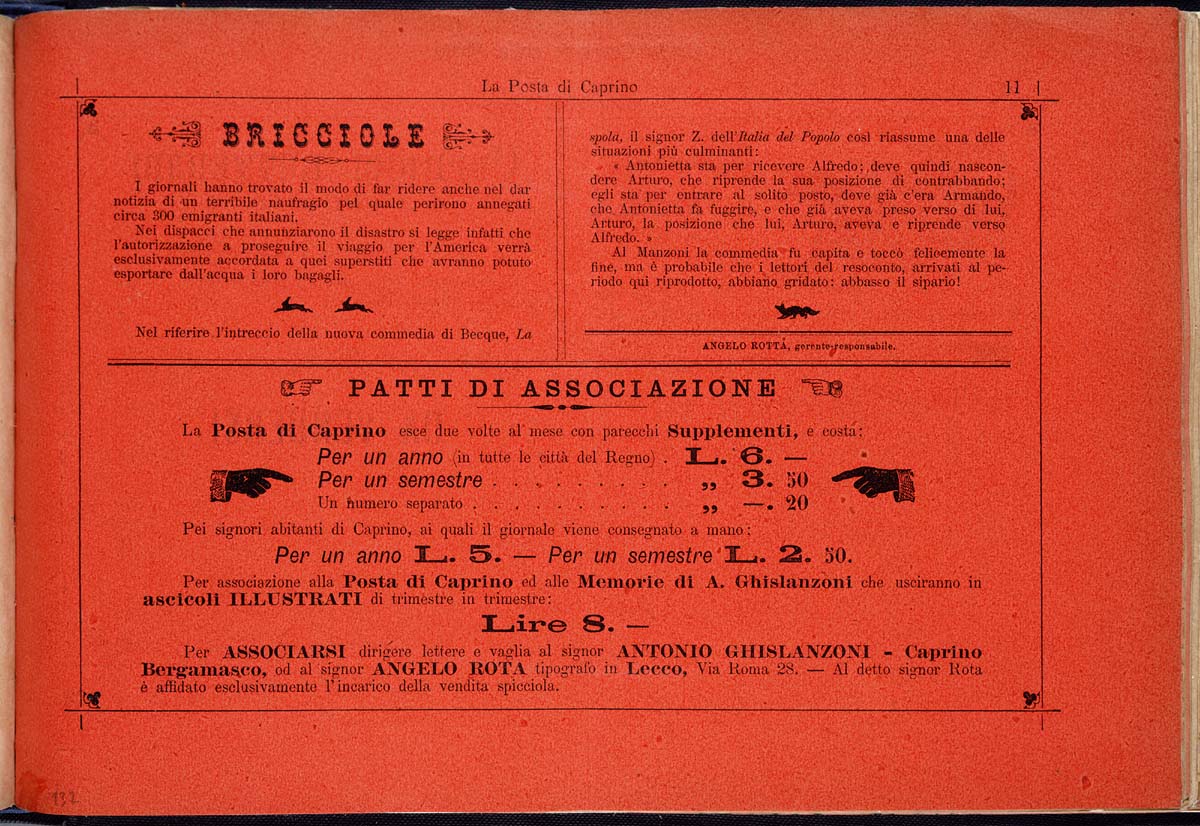 La Posta di Caprino 11
BRICCIOLE
I giornali hanno trovato il modo di far ridere anche nel dar
notizia di un terribile naufragio pel quale perirono annegati
circa 300 emigranti italiani.
Nei dispacci che annunziarono il disastro si legge infatti che
l'autorizzazione a proseguire il viaggio per l'America verrà
esclusivamente accordata a quei superstiti che avranno potuto
esportare dall'acqua i loro bagagli.
Nel riferire l'intreccio della nuova commedia di Becque, La
spola, il signor Z. dell'Italia del Popolo così riassume una delle
situazioni più culminanti:
« Antonietta sta per ricevere Alfredo; deve quindi nascon-
dere Arturo, che riprende la sua posizione di contrabbando;
egli sta per entrare al solito posto, dove già c'era Armando,
che Antonietta fa fuggire, e che già aveva preso verso di lui,
Arturo, la posizione che lui, Arturo, aveva e riprende verso
Alfredo. »
Al Manzoni la commedia fu capita e toccò felicemente la
fine, ma è probabile che i lettori del resoconto, arrivati al pe-
riodo qui riprodotto, abbiano gridato: abbasso il sipario!
ANGELO ROTTA, gerente-responsabile.
PATTI DI ASSOCIAZIONE
La Posta di Caprino esce due volte al mese con parecchi Supplementi, e costa:
Per un anno (in tutte le città del Regno) . L. 6. —
Per un semestre . . . . . . . . . „ 3. 50
Un numero separato . . . . . . . . . . „ —. 20
Pei signori abitanti di Caprino, ai quali il giornale viene consegnato a mano:
Per un anno L. 5. — Per un semestre L. 2. 50.
Per associazione alla Posta di Caprino ed alle Memorie di A. Ghislanzoni che usciranno in
ascicoli ILLUSTRATI di trimestre in trimestre:
Lire 8. —
Per ASSOCIARSI dirigere lettere e vaglia al signor ANTONIO GHISLANZONI - Caprino
Bergamasco, od al signor ANGELO ROTA tipografo in Lecco, Via Roma 28. — Al detto signor Rota
è affidato esclusivamente l'incarico della vendita spicciola.
132